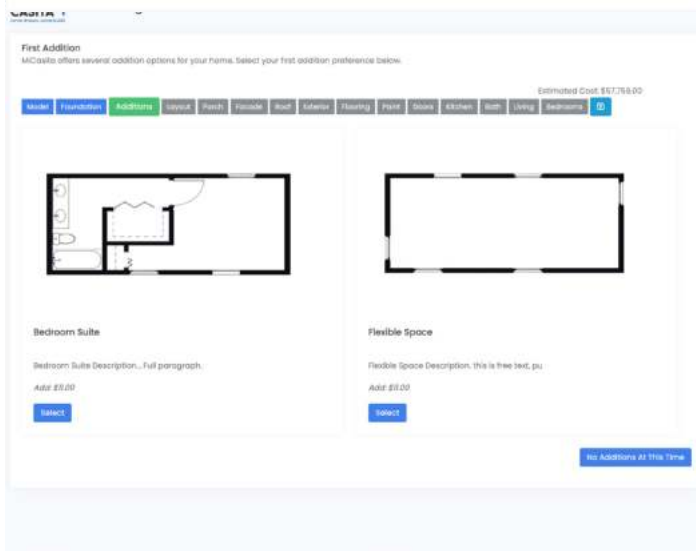 CASITA
First Addition
MiCasita offers several addition options for your home. Select your first addition preference below.
Estimated Cost: $57,759.00
Model Foundation Additions Layout Porch Facade Roof Exterior Flooring Paint Doors Kitchen Bath Living Bedrooms
Bedroom Suite
Flexible Space
Bedroom Suite Description... Full paragraph.
Flexible Space Description. this is free text, pu
Add: $11.00
Add: $11.00
Select
Select
No Additions At This Time